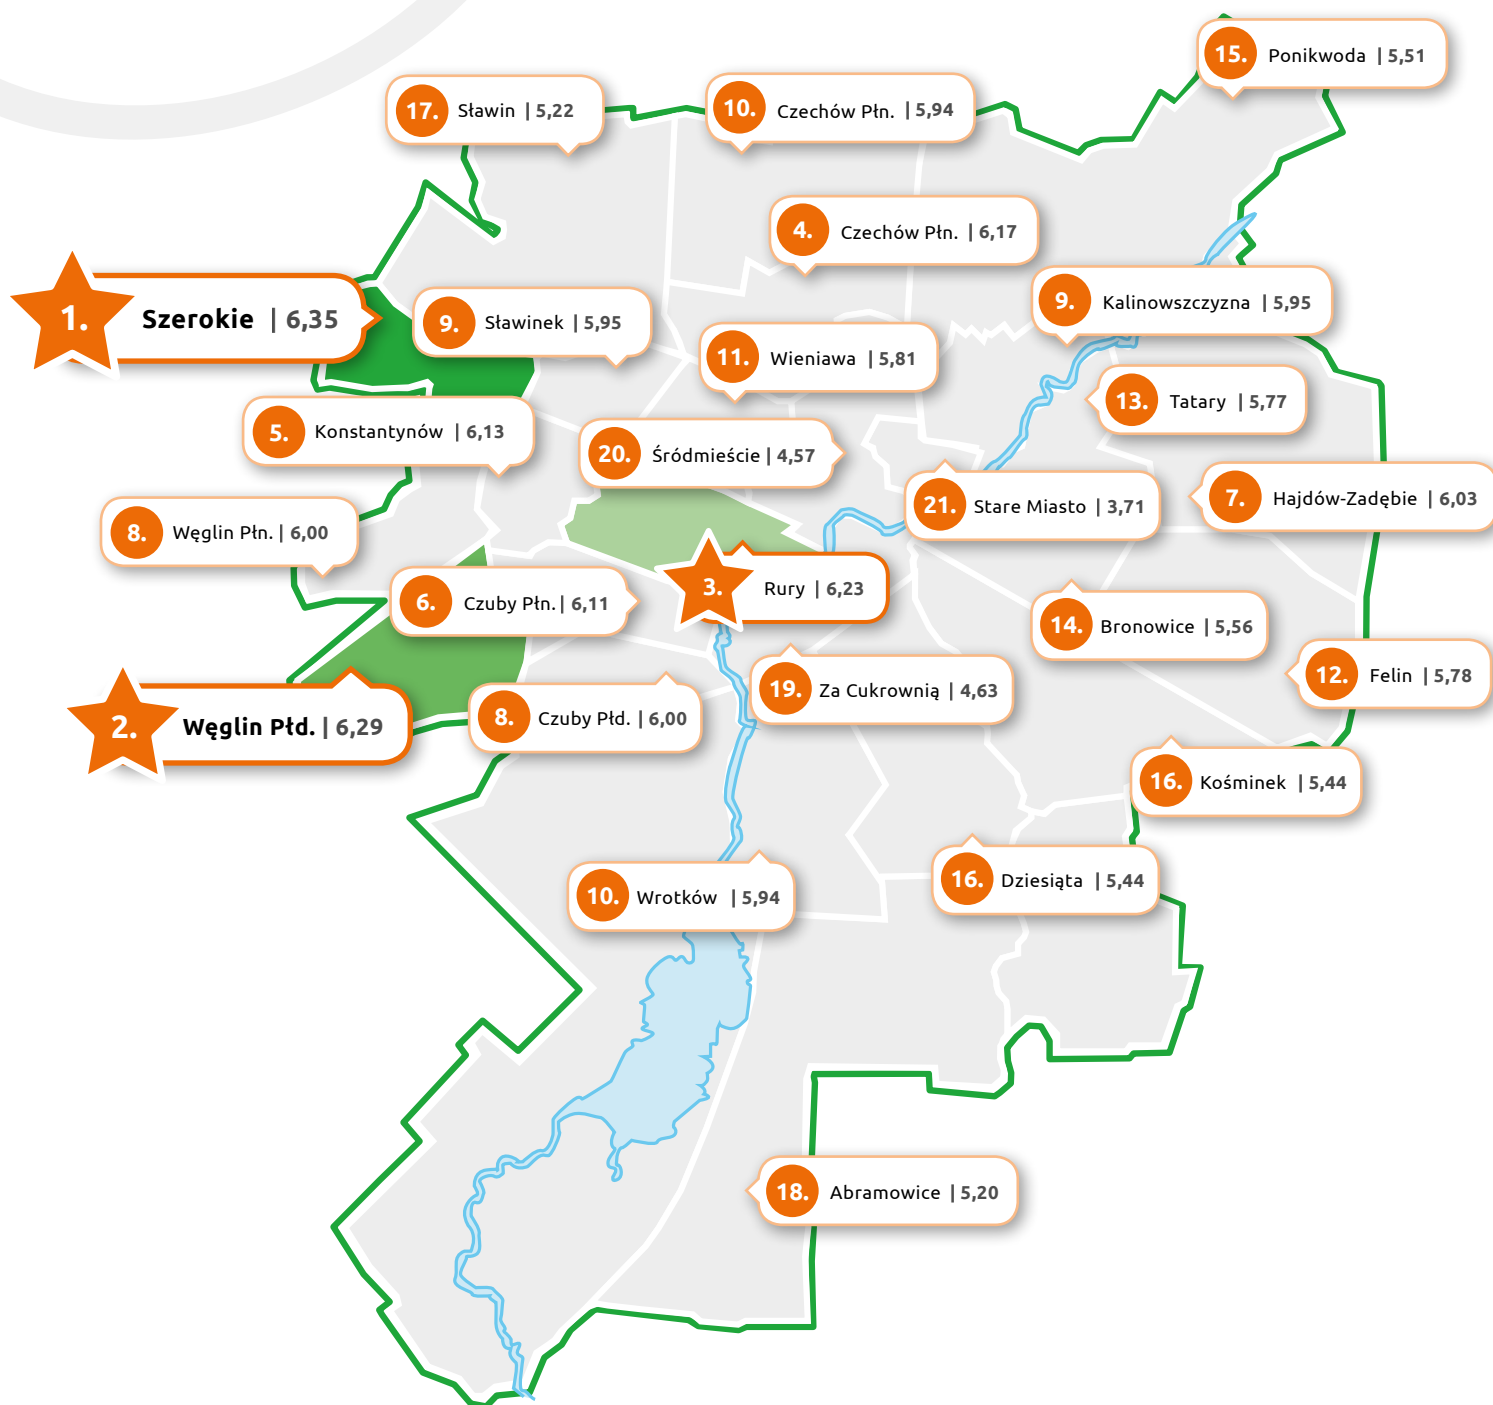 15. Ponikwoda | 5,51
17. Sławin | 5,22
10. Czechów Płn. | 5,94
4. Czechów Płn. | 6,17
9. Kalinowszczyzna | 5,95
1. Szerokie | 6,35
9. Sławinek | 5,95
11. Wieniawa | 5,81
13. Tatary | 5,77
5. Konstantynów | 6,13
20. Śródmieście | 4,57
21. Stare Miasto | 3,71
7. Hajdów-Zadębie | 6,03
8. Węglin Płn. | 6,00
6. Czuby Płn. | 6,11
3. Rury | 6,23
14. Bronowice | 5,56
12. Felin | 5,78
2. Węglin Płd. | 6,29
8. Czuby Płd. | 6,00
19. Za Cukrownią | 4,63
16. Kośminek | 5,44
10. Wrotków | 5,94
16. Dziesiąta | 5,44
18. Abramowice | 5,20